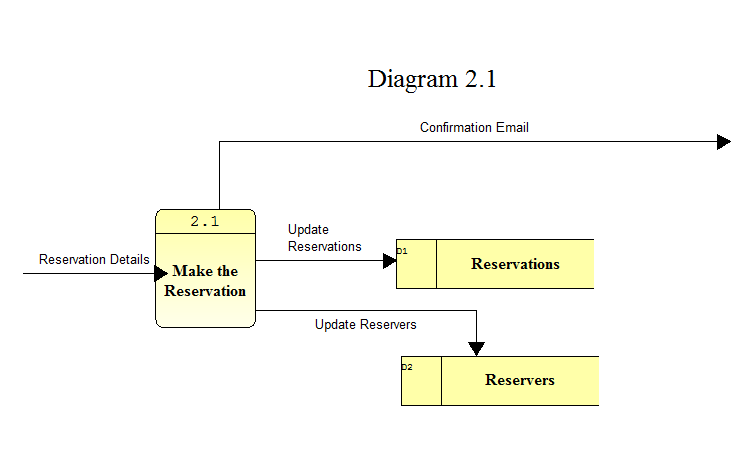 Diagram 2.1
Confirmation Email
2.1
Make the
Reservation
Reservation Details
Update
Reservations
D1
Reservations
Update Reservers
D2
Reservers